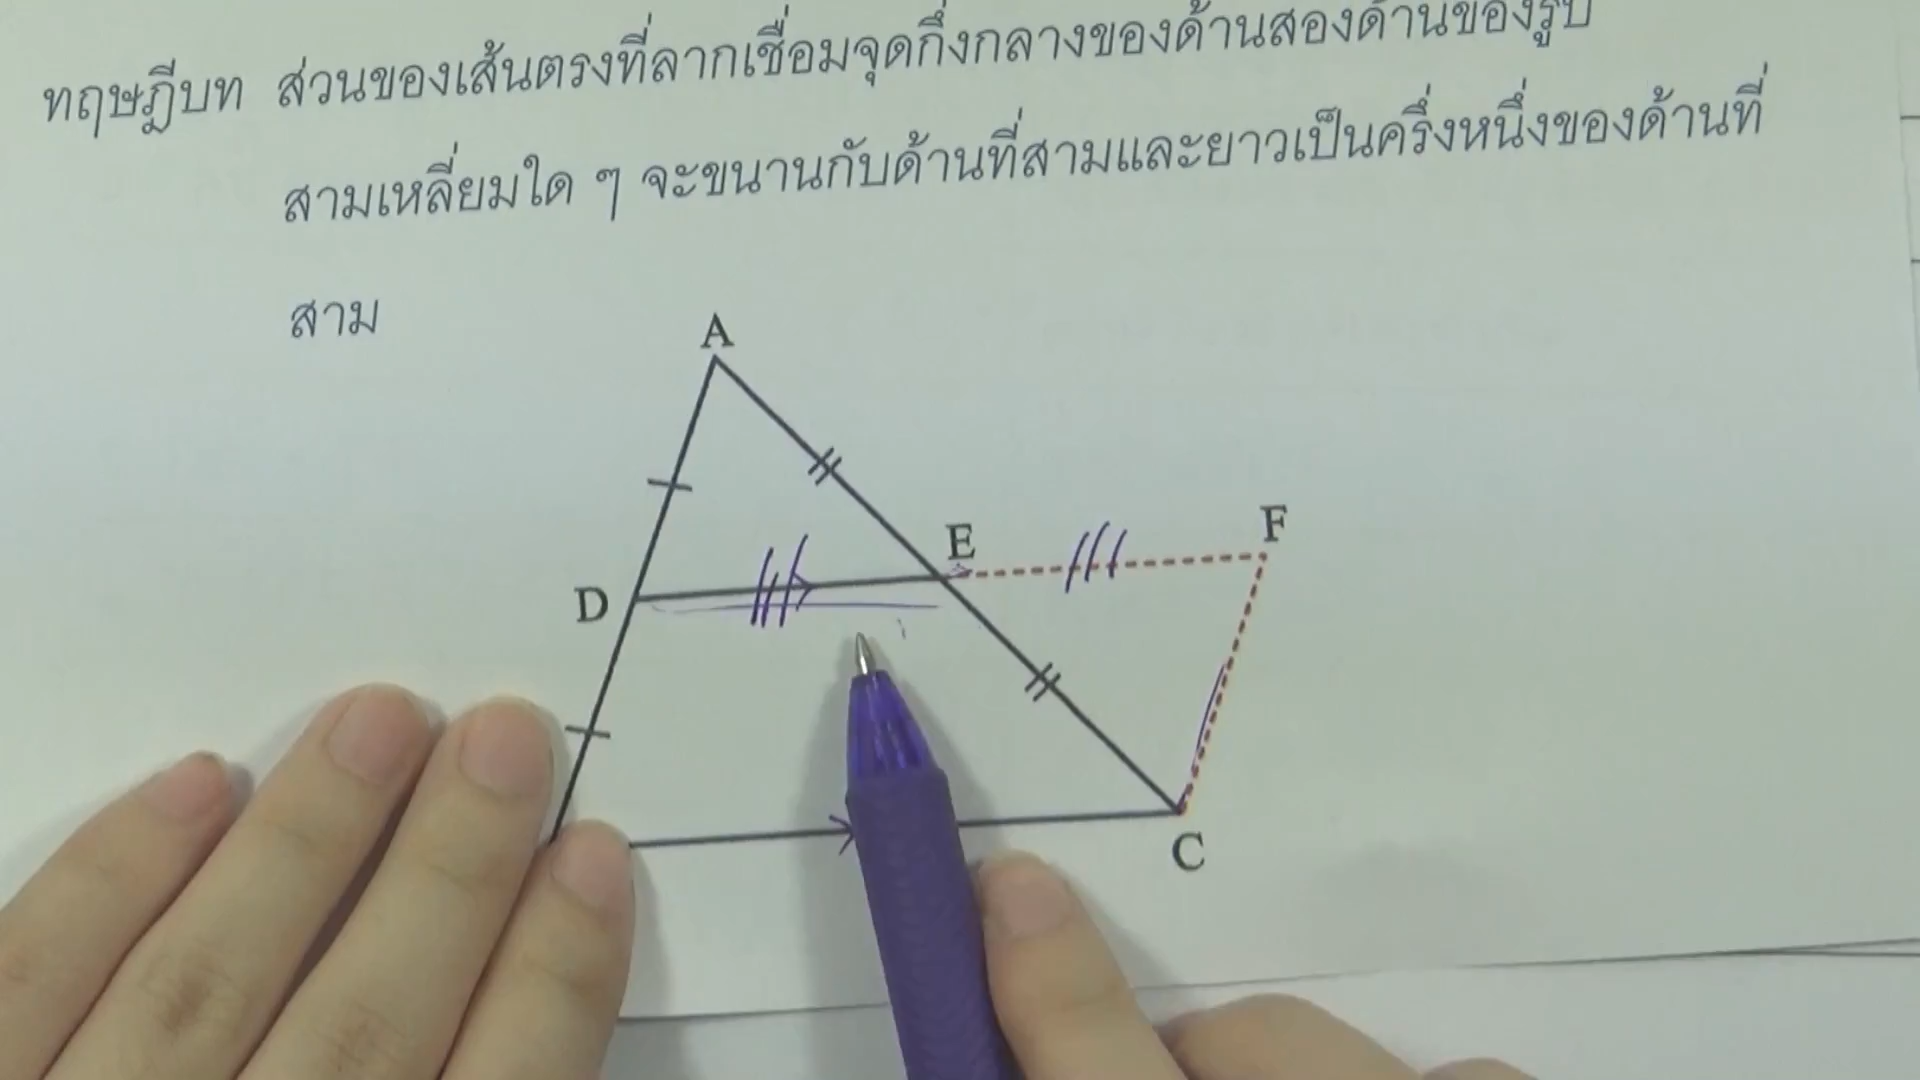 ทฤษฎีบท ส่วนของเส้นตรงที่ลากเชื่อมจุดกึ่งกลางของด้านสองด้านของรูป
สามเหลี่ยมใด ๆ จะขนานกับด้านที่สามและยาวเป็นครึ่งหนึ่งของด้านที่
สาม
A
E
F
D
C